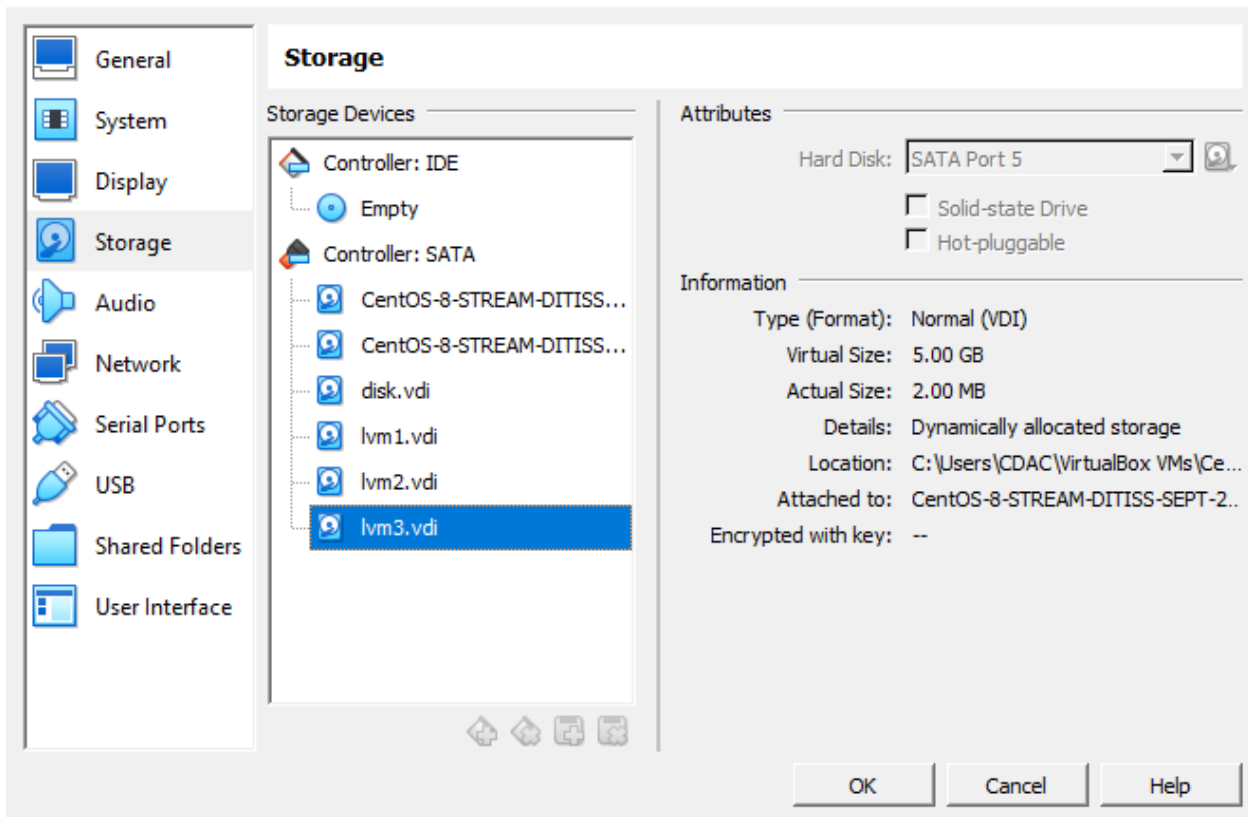 General
System
Display
Storage
Audio
Network
Serial Ports
USB
Shared Folders
User Interface
Storage
Storage Devices
Controller: IDE
Empty
Controller: SATA
CentOS-8-STREAM-DITISS...
CentOS-8-STREAM-DITISS...
disk.vdi
lvm1.vdi
lvm2.vdi
lvm3.vdi
Attributes
Hard Disk: SATA Port 5
Solid-state Drive
Hot-pluggable
Information
Type (Format): Normal (VDI)
Virtual Size: 5.00 GB
Actual Size: 2.00 MB
Details: Dynamically allocated storage
Location: C:\Users\CDAC\VirtualBox VMs\Ce...
Attached to: CentOS-8-STREAM-DITISS-SEPT-2..
Encrypted with key: --
OK Cancel Help